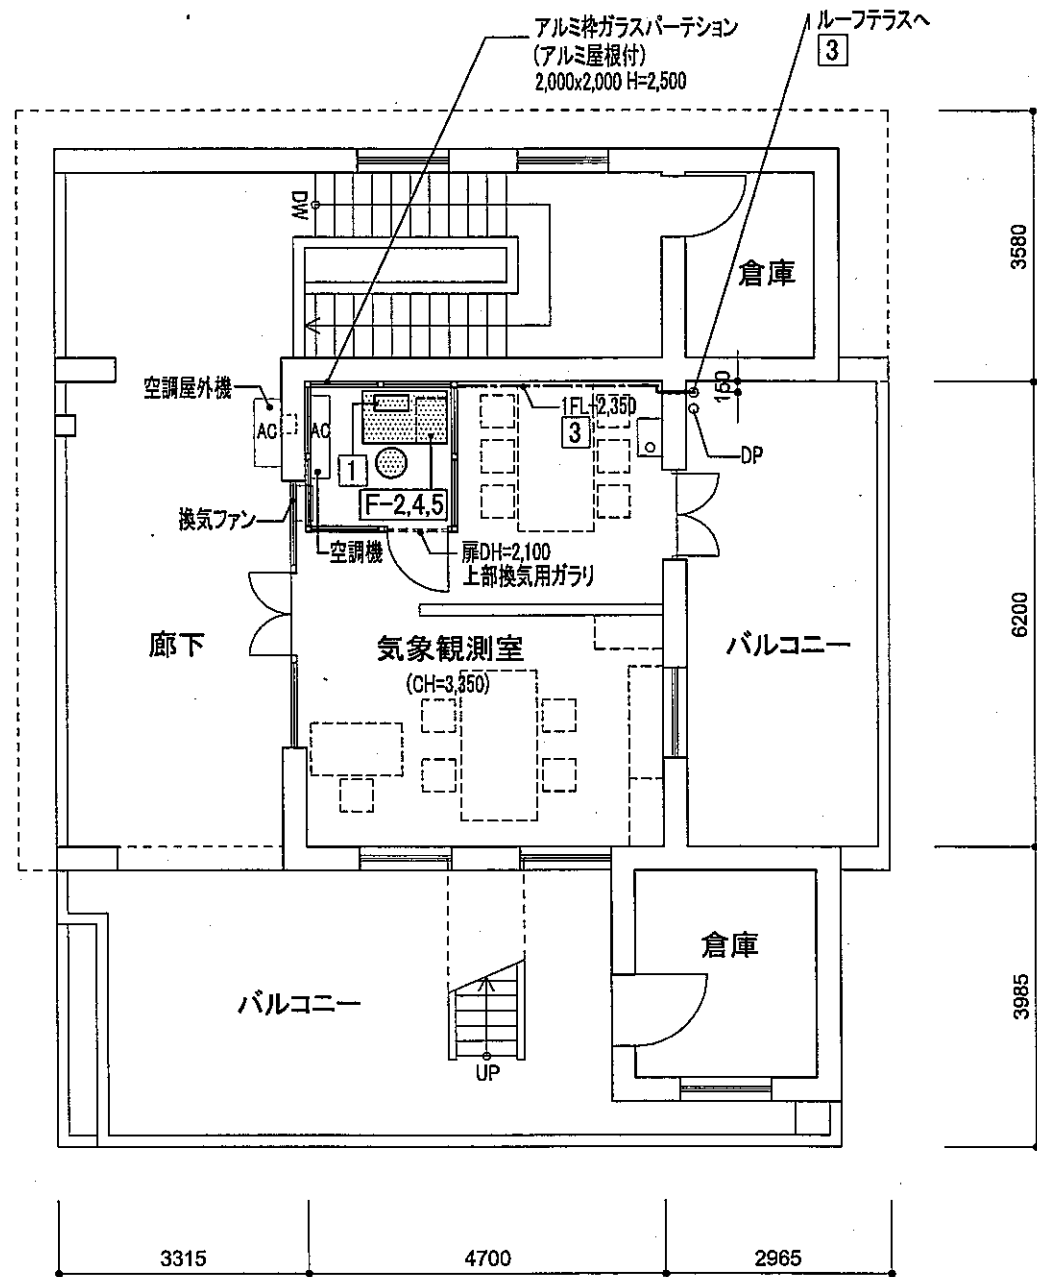 アルミ枠ガラスパーテション
(アルミ屋根付)
2,000x2,000 H=2,500
ルーフテラスへ
3
DW
倉庫
3580
空調屋外機
AC
AC
1FL+2,350
3
150
DP
1
F-2,4,5
換気ファン
空調機
扉DH=2,100
上部換気用ガラリ
廊下
気象観測室
(CH=3,350)
バルコニー
6200
倉庫
バルコニー
UP
3985
3315
4700
2965